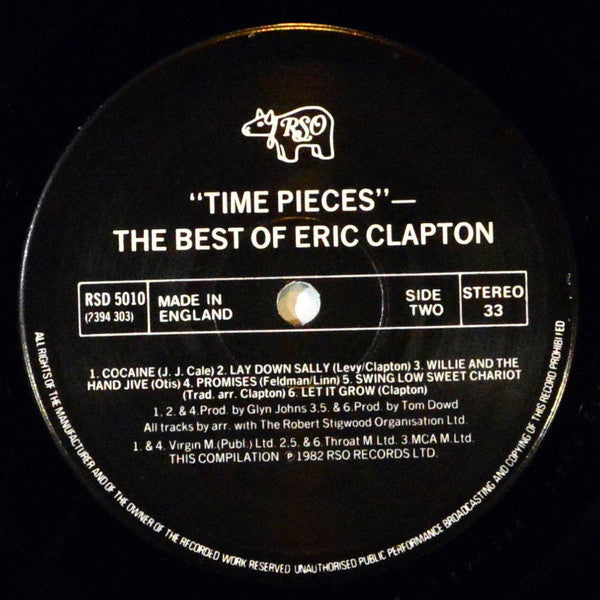 RSO
"TIME PIECES"—
THE BEST OF ERIC CLAPTON
RSD 5010
(2394 303)
MADE IN
ENGLAND
SIDE
TWO
STEREO
33
1. COCAINE (J. J. Cale) 2. LAY DOWN SALLY (Levy/Clapton) 3. WILLIE AND THE
HAND JIVE (Otis) 4. PROMISES (Feldman/Linn) 5. SWING LOW SWEET CHARIOT
(Trad. arr. Clapton) 6. LET IT GROW (Clapton)
1. 2. & 4. Prod. by Glyn Johns 3,5. & 6. Prod. by Tom Dowd
All tracks by arr. with The Robert Stigwood Organisation Ltd.
1. & 4. Virgin M.(Publ.) Ltd. 2,5. & 6. Throat M Ltd. 3. MCA M. Ltd.
THIS COMPILATION ℗ 1982 RSO RECORDS LTD.
ALL RIGHTS OF THE MANUFACTURER AND OF THE OWNER OF THE RECORDED WORK RESERVED UNAUTHORISED PUBLIC PERFORMANCE BROADCASTING AND COPYING OF THIS RECORD PROHIBITED